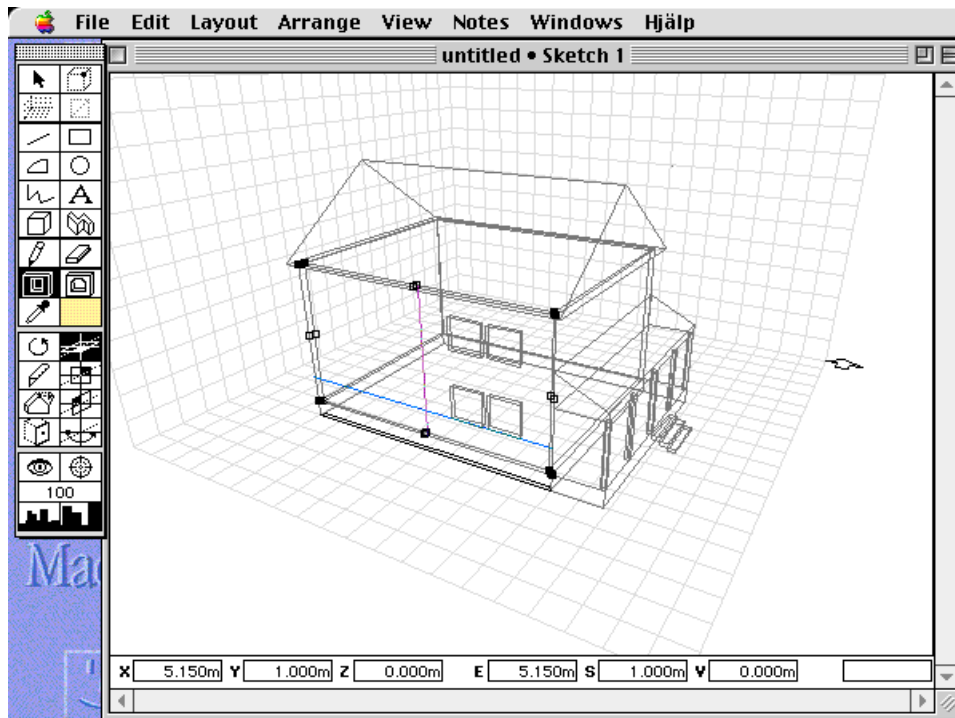 File Edit Layout Arrange View Notes Windows Hjälp
untitled • Sketch 1
A
100
Mac
X 5.150m Y 1.000m Z 0.000m E 5.150m S 1.000m V 0.000m